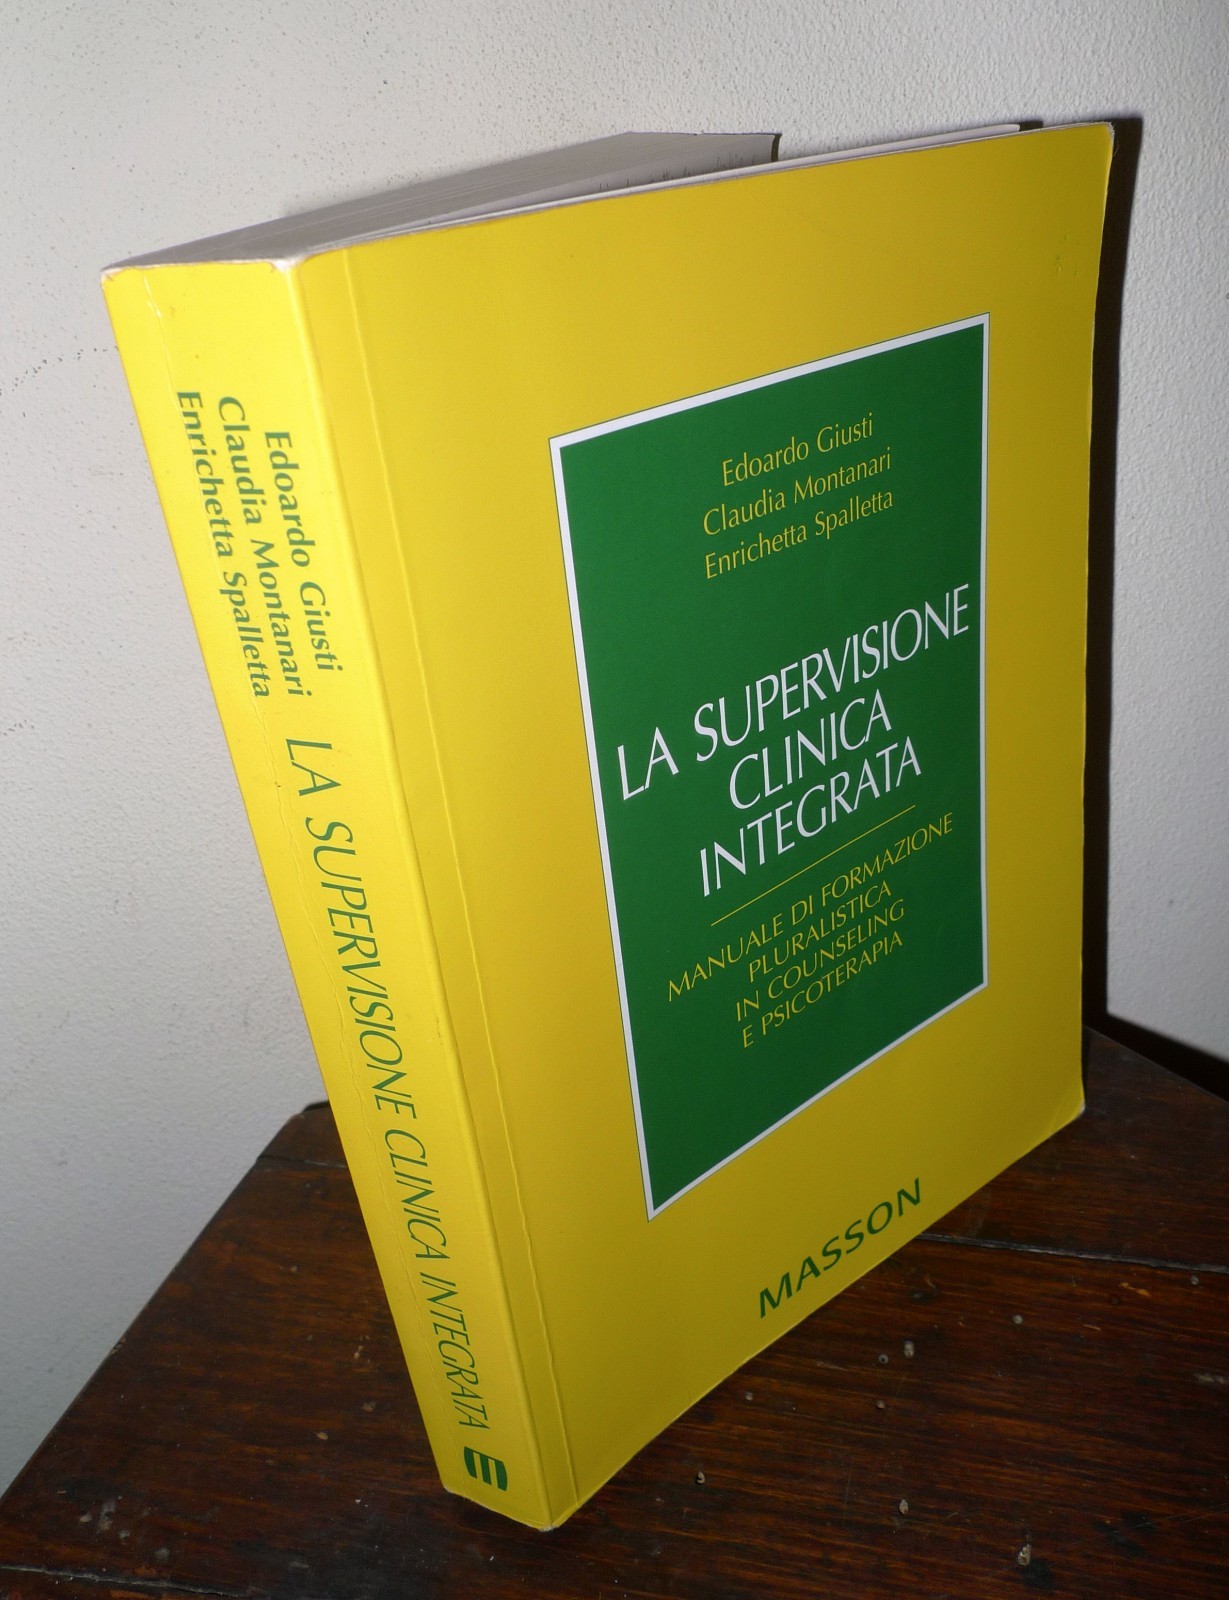 Edoardo Giusti
Claudia Montanari
Enrichetta Spalletta
LA SUPERVISIONE CLINICA INTEGRATA
Edoardo Giusti
Claudia Montanari
Enrichetta Spalletta
LA SUPERVISIONE
CLINICA
INTEGRATA
MANUALE DI FORMAZIONE
PLURALISTICA
IN COUNSELING
E PSICOTERAPIA
MASSON